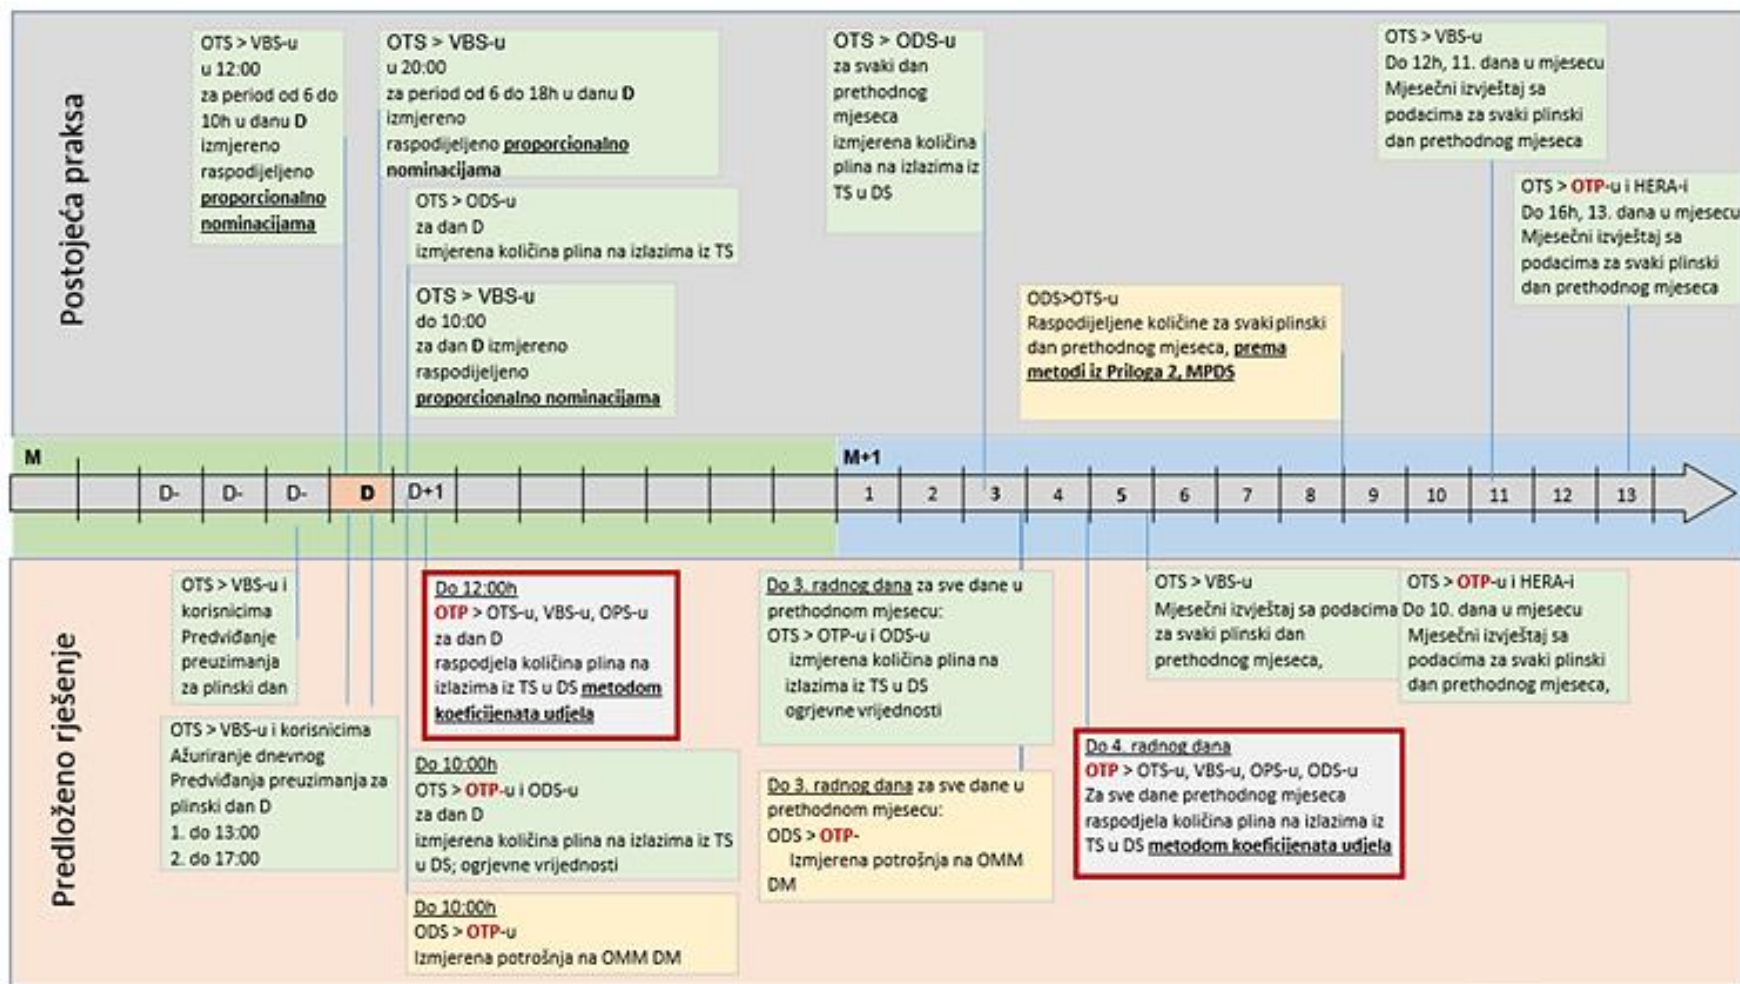 Postojeća praksa
OTS > VBS-u
u 12:00
za period od 6 do
10h u danu D
izmjereno
raspodijeljeno
proporcionalno
nominacijama
OTS > VBS-u
u 20:00
za period od 6 do 18h u danu D
izmjereno
raspodijeljeno proporcionalno
nominacijama
OTS > ODS-u
za dan D
izmjerena količina plina na izlazima iz TS
OTS > VBS-u
do 10:00
za dan D izmjereno
raspodijeljeno
proporcionalno nominacijama
OTS > ODS-u
za svaki dan
prethodnog
mjeseca
izmjerena količina
plina na izlazima iz
TS u DS
ODS>OTS-u
Raspodijeljene količine za svaki plinski
dan prethodnog mjeseca, prema
metodi iz Priloga 2, MPDS
OTS > VBS-u
Do 12h, 11. dana u mjesecu
Mjesečni izvještaj sa
podacima za svaki plinski
dan prethodnog mjeseca
OTS > OTP-u i HERA-i
Do 16h, 13. dana u mjesecu
Mjesečni izvještaj sa
podacima za svaki plinski
dan prethodnog mjeseca
M
M+1
D-
D-
D-
D
D+1
1
2
3
4
5
6
7
8
9
10
11
12
13
Predloženo rješenje
OTS > VBS-u i
korisnicima
Predviđanje
preuzimanja
za plinski dan
OTS > VBS-u i korisnicima
Ažuriranje dnevnog
Predviđanja preuzimanja za
plinski dan D
1. do 13:00
2. do 17:00
Do 12:00h
OTP > OTS-u, VBS-u, OPS-u
za dan D
raspodjela količina plina na
izlazima iz TS u DS metodom
koeficijenata udjela
Do 10:00h
OTS > OTP-u i ODS-u
za dan D
izmjerena količina plina na izlazima iz TS
u DS; ogrjevne vrijednosti
Do 10:00h
ODS > OTP-u
Izmjerena potrošnja na OMM DM
Do 3. radnog dana za sve dane u
prethodnom mjesecu:
OTS > OTP-u i ODS-u
izmjerena količina plina na
izlazima iz TS u DS
ogrjevne vrijednosti
Do 3. radnog dana za sve dane u
prethodnom mjesecu:
ODS > OTP-
Izmjerena potrošnja na OMM
DM
Do 4. radnog dana
OTP > OTS-u, VBS-u, OPS-u, ODS-u
Za sve dane prethodnog mjeseca
raspodjela količina plina na izlazima iz
TS u DS metodom koeficijenata udjela
OTS > VBS-u
Mjesečni izvještaj sa podacima
za svaki plinski dan
prethodnog mjeseca,
OTS > OTP-u i HERA-i
Do 10. dana u mjesecu
Mjesečni izvještaj sa
podacima za svaki plinski
dan prethodnog mjeseca,